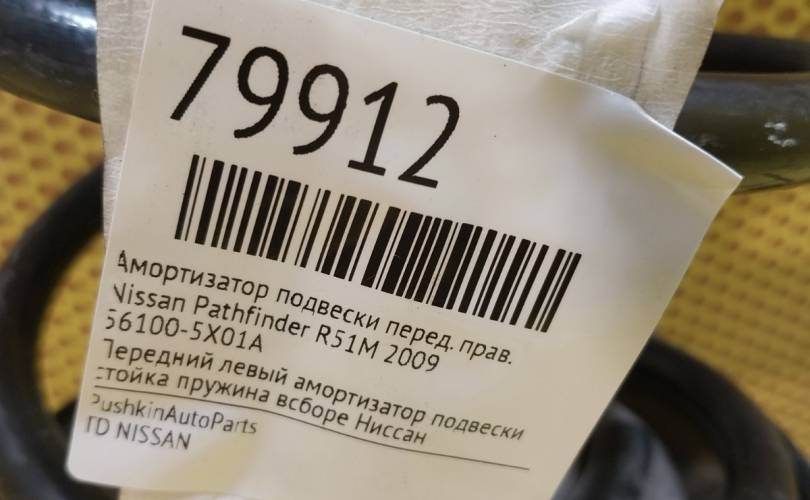 79912
Амортизатор подвески перед. прав.
Nissan Pathfinder R51M 2009
56100-5X01A
Передний левый амортизатор подвески
стойка пружина всборе Ниссан
PushkinAutoParts
TD NISSAN